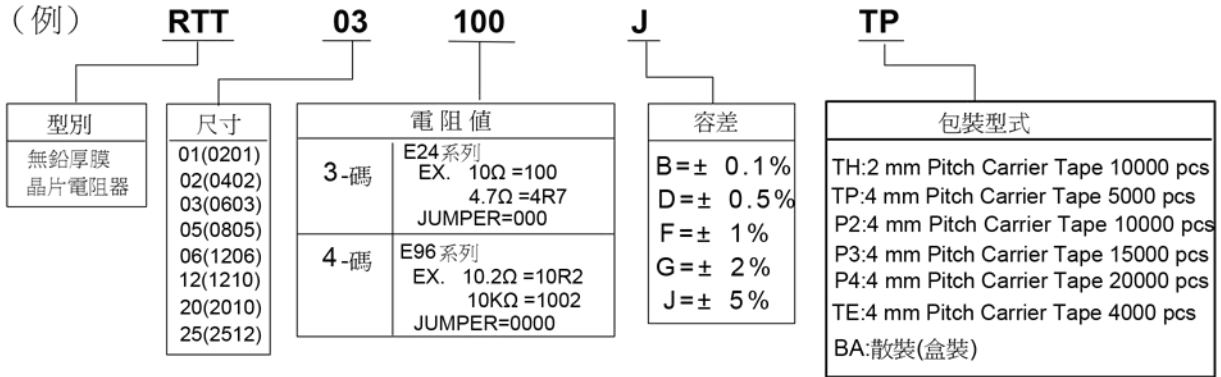 (例) RTT 03 100 J TP
型別
無鉛厚膜
晶片電阻器
尺寸
01(0201)
02(0402)
03(0603)
05(0805)
06(1206)
12(1210)
20(2010)
25(2512)
電阻值
3-碼
E24系列
EX. 10Ω =100
4.7Ω =4R7
JUMPER=000
4-碼
E96系列
EX. 10.2Ω =10R2
10KΩ =1002
JUMPER=0000
容差
B=± 0.1%
D=± 0.5%
F=± 1%
G=± 2%
J=± 5%
包裝型式
TH:2 mm Pitch Carrier Tape 10000 pcs
TP:4 mm Pitch Carrier Tape 5000 pcs
P2:4 mm Pitch Carrier Tape 10000 pcs
P3:4 mm Pitch Carrier Tape 15000 pcs
P4:4 mm Pitch Carrier Tape 20000 pcs
TE:4 mm Pitch Carrier Tape 4000 pcs
BA:散裝(盒裝)